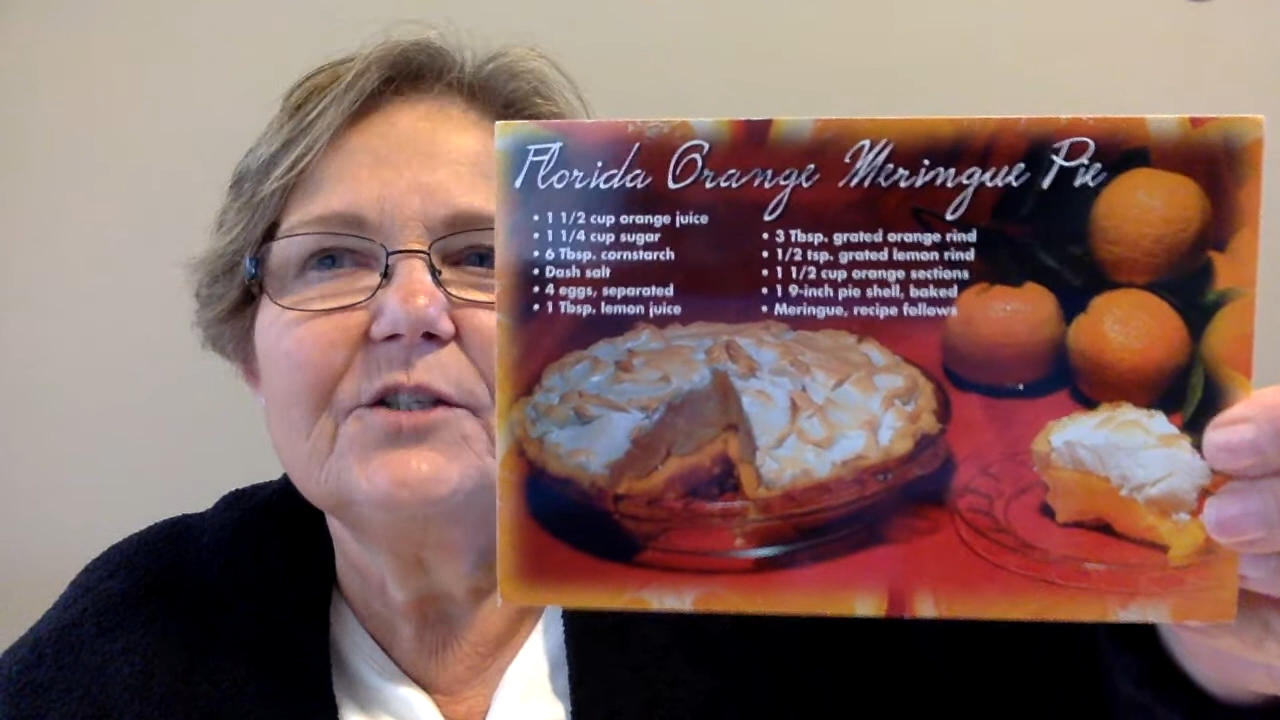 Florida Orange Meringue Pie
• 1 1/2 cup orange juice
• 1 1/4 cup sugar
• 6 Tbsp. cornstarch
• Dash salt
• 4 eggs, separated
• 1 Tbsp. lemon juice
• 3 Tbsp. grated orange rind
• 1/2 tsp. grated lemon rind
• 1 1/2 cup orange sections
• 1 9-inch pie shell, baked
• Meringue, recipe follows